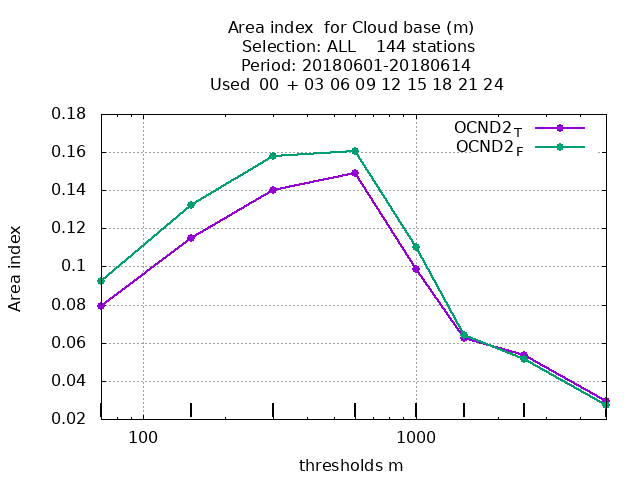 Area index  for Cloud base (m)
Selection: ALL    144 stations
Period: 20180601-20180614
Used  00 + 03 06 09 12 15 18 21 24
OCND2T
OCND2F
0.18
0.16
0.14
0.12
0.1
0.08
0.06
0.04
0.02
Area index
100 1000
thresholds m